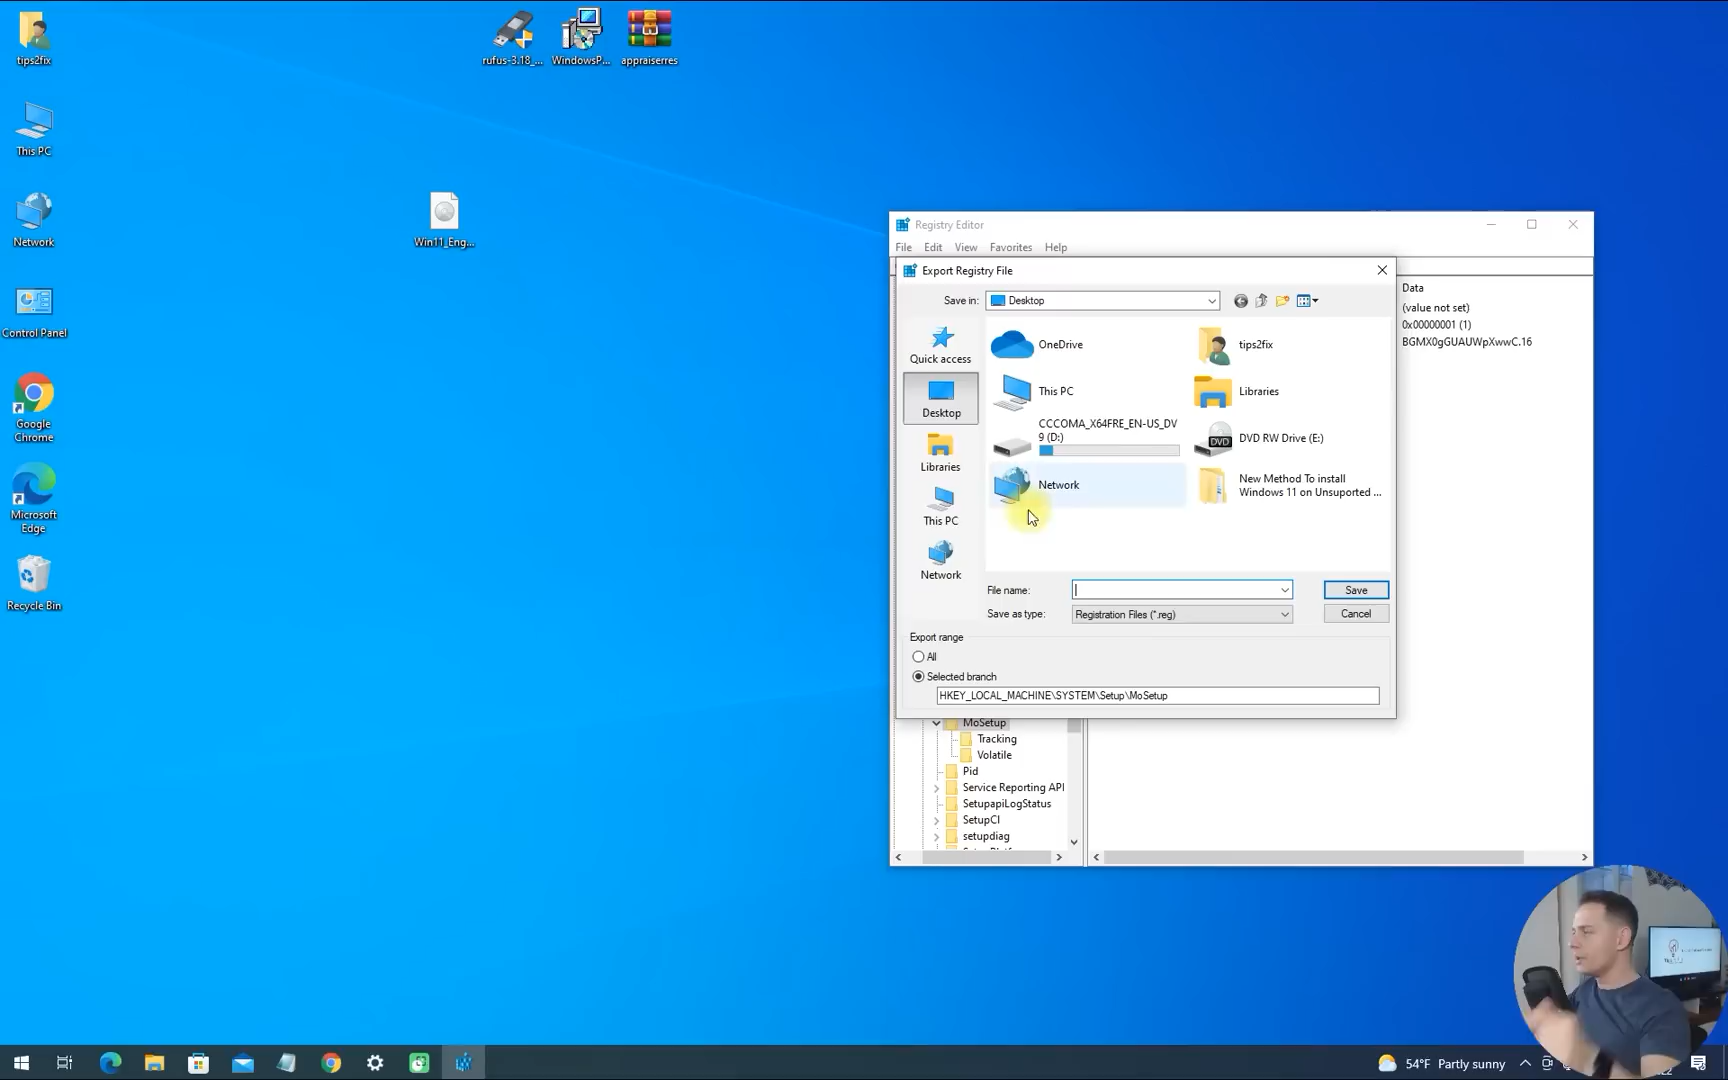 tips2fix
This PC
Network
Control Panel
Google
Chrome
Microsoft
Edge
Recycle Bin
rufus-3.18_...
WindowsP...
appraiserres
Win11_Eng...
Registry Editor
File Edit View Favorites Help
Export Registry File
Save in: Desktop
Quick access
Desktop
Libraries
This PC
Network
OneDrive
tips2fix
This PC
Libraries
CCCOMA_X64FRE_EN-US_DV
9 (D:)
DVD
DVD RW Drive (E:)
Network
New Method To install
Windows 11 on Unsuported ...
File name:
Save
Save as type: Registration Files (*.reg)
Cancel
Export range
All
Selected branch
HKEY_LOCAL_MACHINE\SYSTEM\Setup\MoSetup
Data
(value not set)
0x00000001 (1)
BGMX0gGUAUWpXwwC.16
MoSetup
Tracking
Volatile
Pid
Service Reporting API
SetupapiLogStatus
SetupCl
setupdiag
54°F Partly sunny